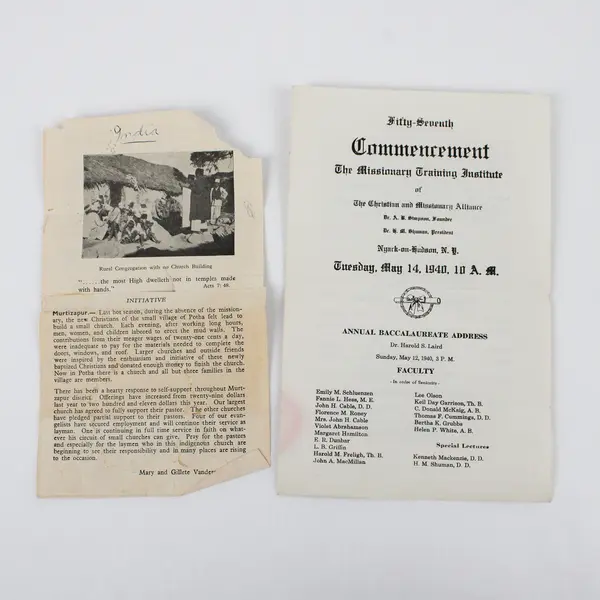 India
Rural Congregation with no Church Building
"......the most High dwelleth not in temples made
with hands." Acts 7: 48.
INITIATIVE
Murtizapur.— Last hot season, during the absence of the mission-
ary, the new Christians of the small village of Potha felt lead to
build a small church. Each evening, after working long hours,
men, women, and children labored to erect the mud walls. The
contributions from their meager wages of twenty-one cents a day,
were inadequate to pay for the materials needed to complete the
doors, windows, and roof. Larger churches and outside friends
were inspired by the enthusiasm and initiative of these newly
baptized Christians and donated enough money to finish the church.
Now in Potha there is a church and all but three families in the
village are members.
There has been a hearty response to self-support throughout Murti-
zapur district. Offerings have increased from twenty-nine dollars
last year to two hundred and eleven dollars this year. Our largest
church has agreed to fully support their pastor. The other churches
have pledged partial support to their pastors. Four of our evan-
gelists have secured employment and will continue their service as
laymen. One is continuing in full time service in faith on what-
ever his circuit of small churches can give. Pray for the pastors
and especially for the laymen who in this indigenous church are
beginning to see their responsibility and in many places are rising
to the occasion.
Mary and Gillete Vander
Fifty-Seventh
Commencement
The Missionary Training Institute
of
The Christian and Missionary Alliance
Dr. A. B. Simpson, Founder
Dr. H. M. Shuman, President
Nyack-on-Hudson, N. Y.
Tuesday, May 14, 1940, 10 A. M.
ANNUAL BACCALAUREATE ADDRESS
Dr. Harold S. Laird
Sunday, May 12, 1940, 3 P. M.
FACULTY
- In order of Seniority -
Emily M. Schluenzen
Fannie L. Hess, M. E.
John H. Cable, D. D.
Florence M. Roney
Mrs. John H. Cable
Violet Abrahamson
Margaret Hamilton
E. R. Dunbar
L. B. Griffin
Harold M. Freligh, Th. B.
John A. MacMillan
Lee Olson
Kell Day Garrison, Th. B.
C. Donald McKaig, A. B.
Thomas F. Cummings, D. D.
Bertha K. Grubbs
Helen P. White, A. B.
Special Lectures
Kenneth Mackenzie, D. D.
H. M. Shuman, D. D.